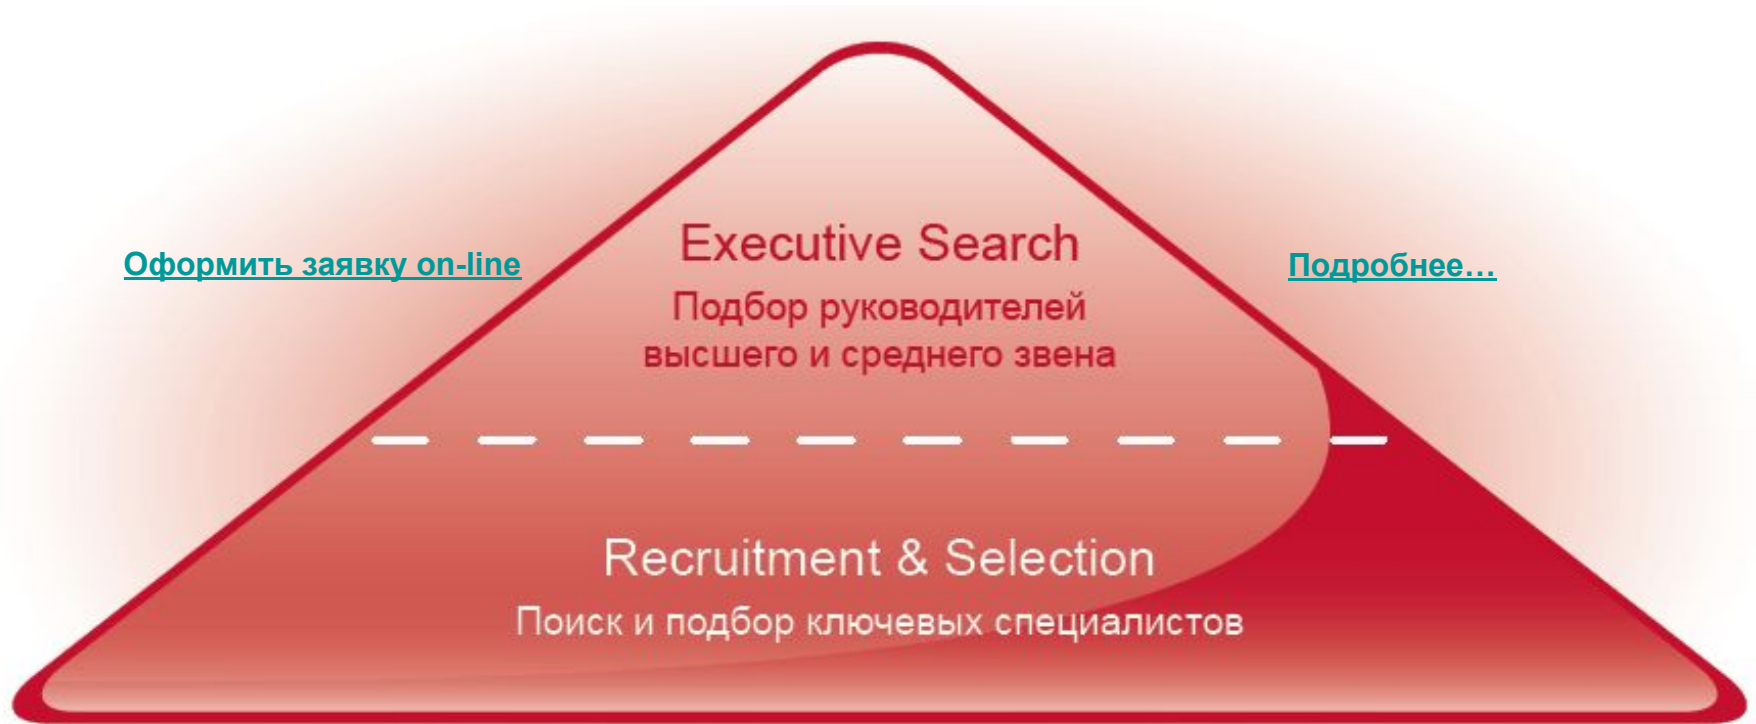 Executive Search
Оформить заявку on-line
Подробнее...
Подбор руководителей
высшего и среднего звена
Recruitment & Selection
Поиск и подбор ключевых специалистов